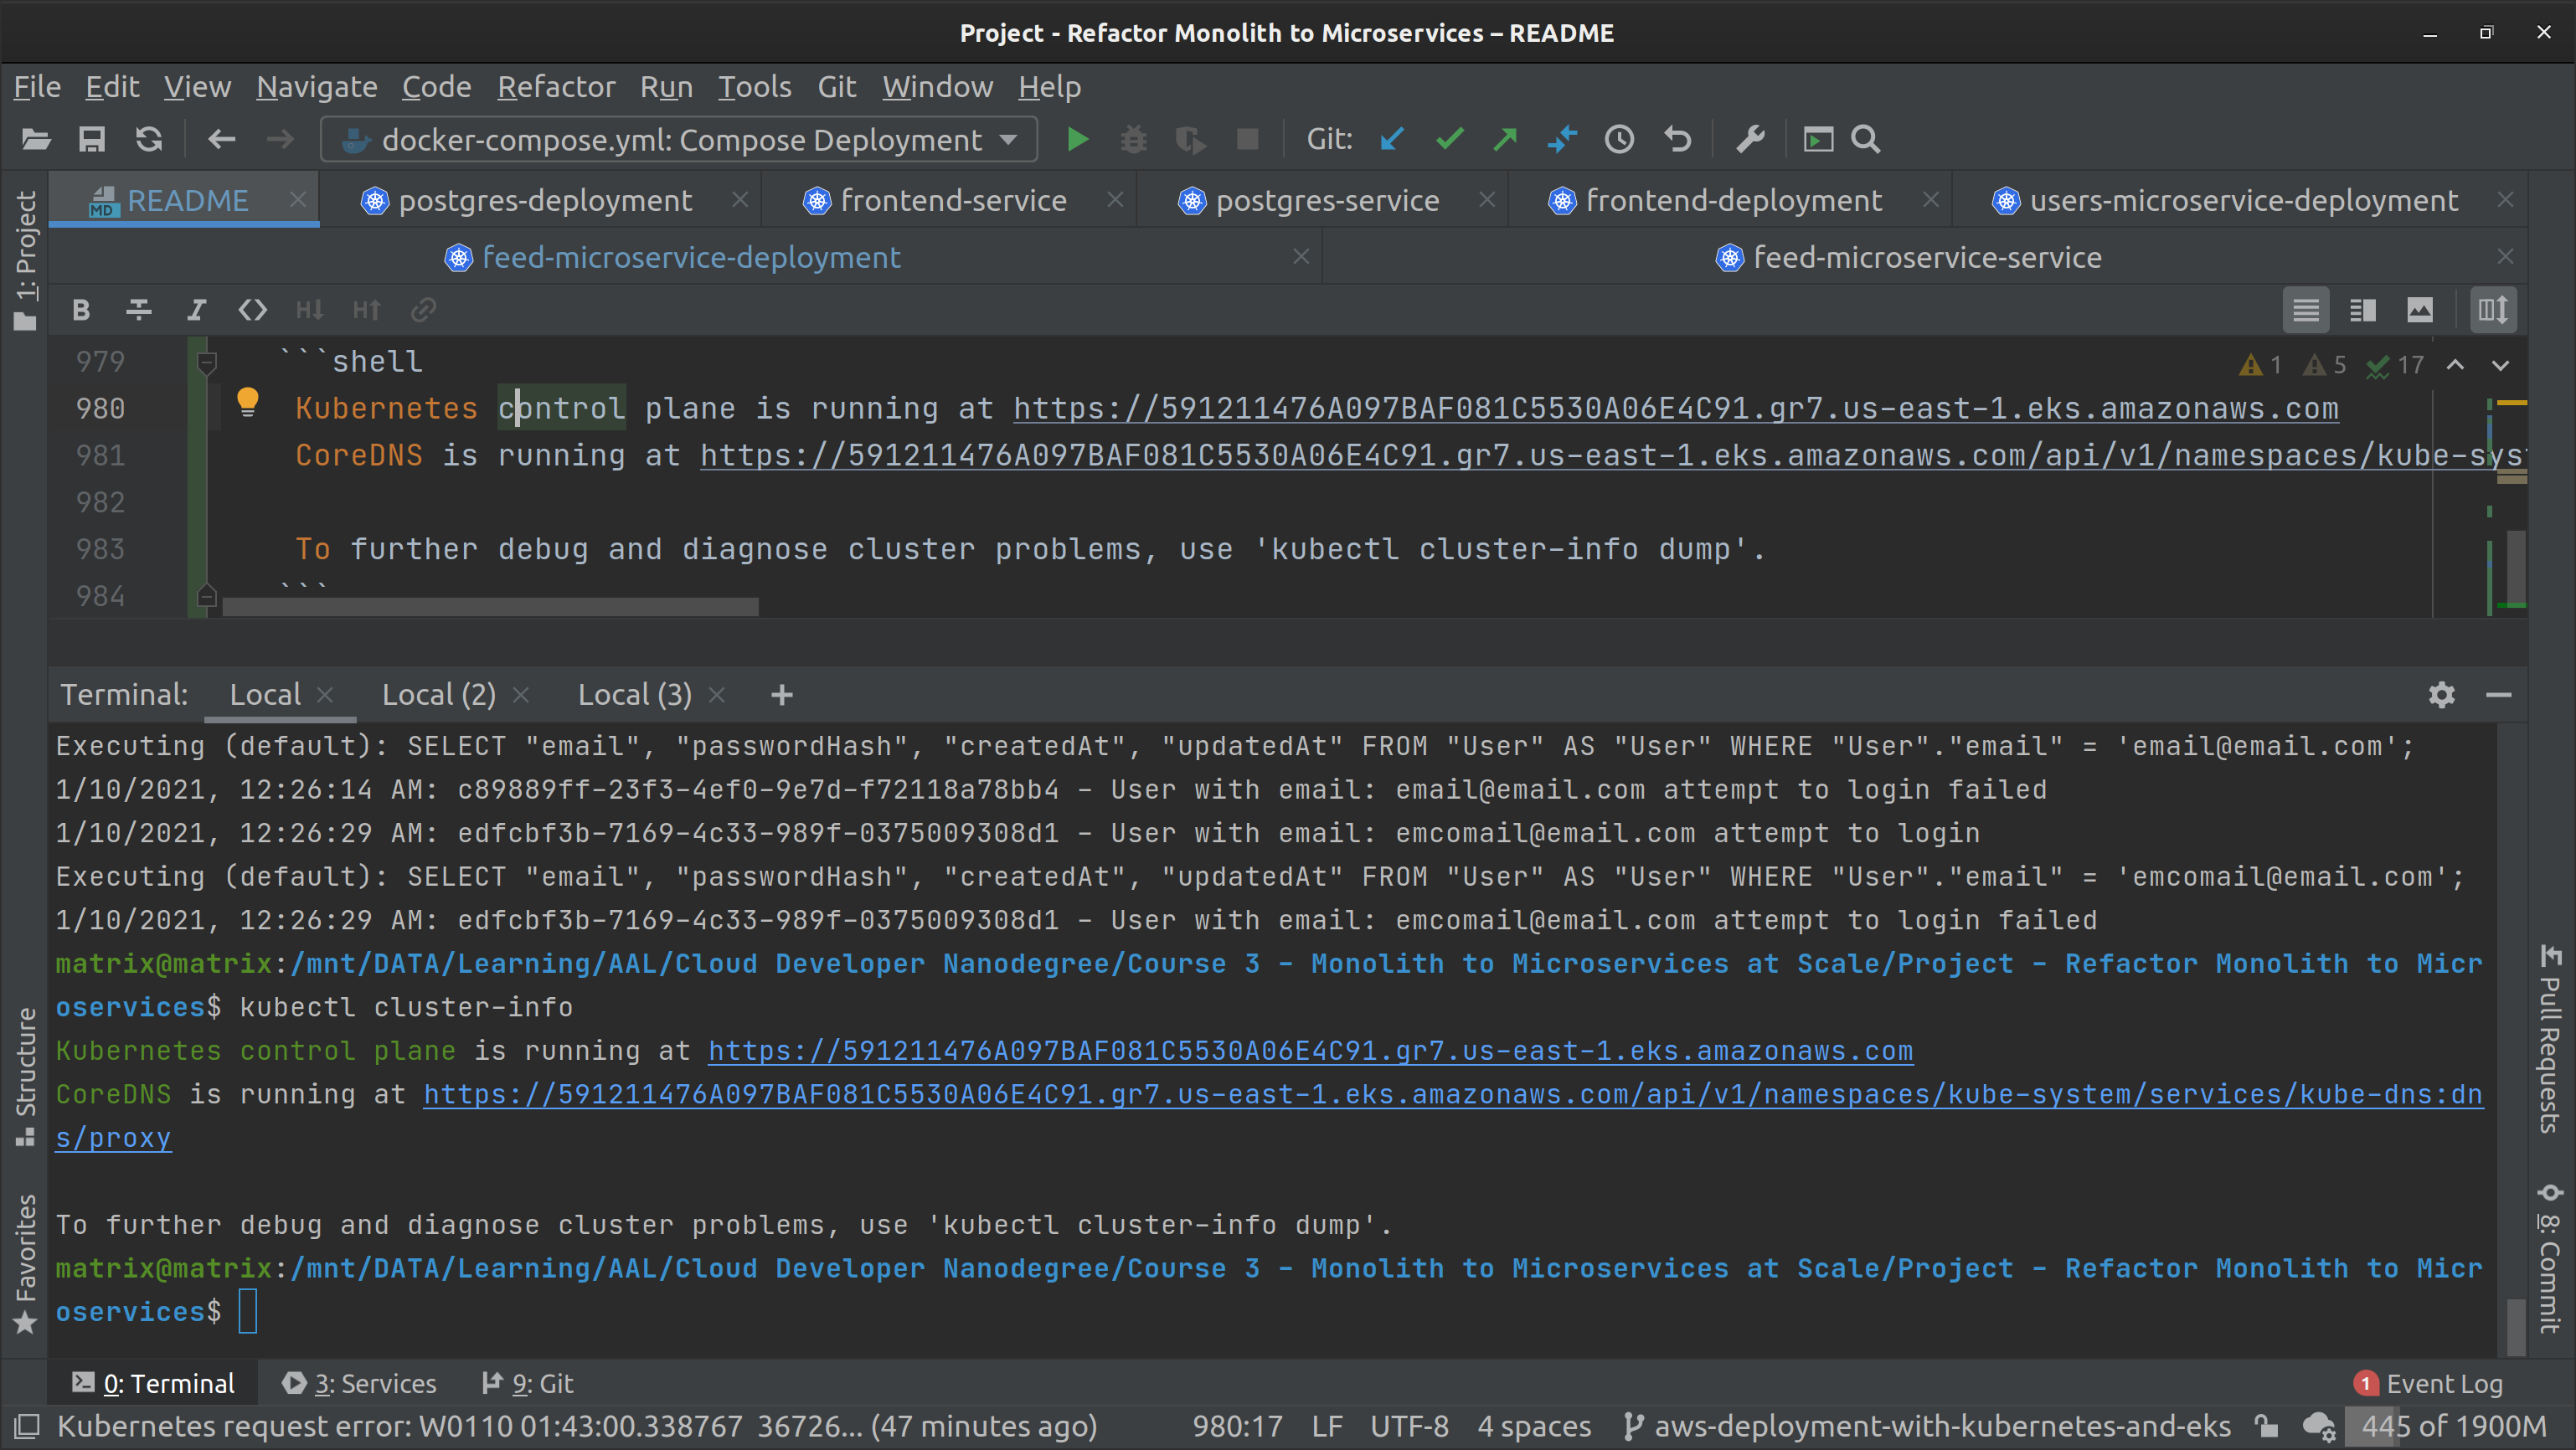 Project - Refactor Monolith to Microservices – README
File Edit View Navigate Code Refactor Run Tools Git Window Help
docker-compose.yml: Compose Deployment Git:
README postgres-deployment frontend-service postgres-service frontend-deployment users-microservice-deployment
feed-microservice-deployment feed-microservice-service
1: Project
979 ```shell
1 5 17
980 Kubernetes control plane is running at https://591211476A097BAF081C5530A06E4C91.gr7.us-east-1.eks.amazonaws.com
981 CoreDNS is running at https://591211476A097BAF081C5530A06E4C91.gr7.us-east-1.eks.amazonaws.com/api/v1/namespaces/kube-syst
982
983 To further debug and diagnose cluster problems, use 'kubectl cluster-info dump'.
984 ```
Terminal: Local Local (2) Local (3)
Executing (default): SELECT "email", "passwordHash", "createdAt", "updatedAt" FROM "User" AS "User" WHERE "User"."email" = 'email@email.com';
1/10/2021, 12:26:14 AM: c89889ff-23f3-4ef0-9e7d-f72118a78bb4 - User with email: email@email.com attempt to login failed
1/10/2021, 12:26:29 AM: edfcbf3b-7169-4c33-989f-0375009308d1 - User with email: emcomail@email.com attempt to login
Executing (default): SELECT "email", "passwordHash", "createdAt", "updatedAt" FROM "User" AS "User" WHERE "User"."email" = 'emcomail@email.com';
1/10/2021, 12:26:29 AM: edfcbf3b-7169-4c33-989f-0375009308d1 - User with email: emcomail@email.com attempt to login failed
matrix@matrix:/mnt/DATA/Learning/AAL/Cloud Developer Nanodegree/Course 3 - Monolith to Microservices at Scale/Project - Refactor Monolith to Micr
oservices$ kubectl cluster-info
Kubernetes control plane is running at https://591211476A097BAF081C5530A06E4C91.gr7.us-east-1.eks.amazonaws.com
CoreDNS is running at https://591211476A097BAF081C5530A06E4C91.gr7.us-east-1.eks.amazonaws.com/api/v1/namespaces/kube-system/services/kube-dns:dn
s/proxy
To further debug and diagnose cluster problems, use 'kubectl cluster-info dump'.
matrix@matrix:/mnt/DATA/Learning/AAL/Cloud Developer Nanodegree/Course 3 - Monolith to Microservices at Scale/Project - Refactor Monolith to Micr
oservices$
Structure
Favorites
Pull Requests
8: Commit
0: Terminal 3: Services 9: Git 1 Event Log
Kubernetes request error: W0110 01:43:00.338767 36726... (47 minutes ago) 980:17 LF UTF-8 4 spaces aws-deployment-with-kubernetes-and-eks 445 of 1900M